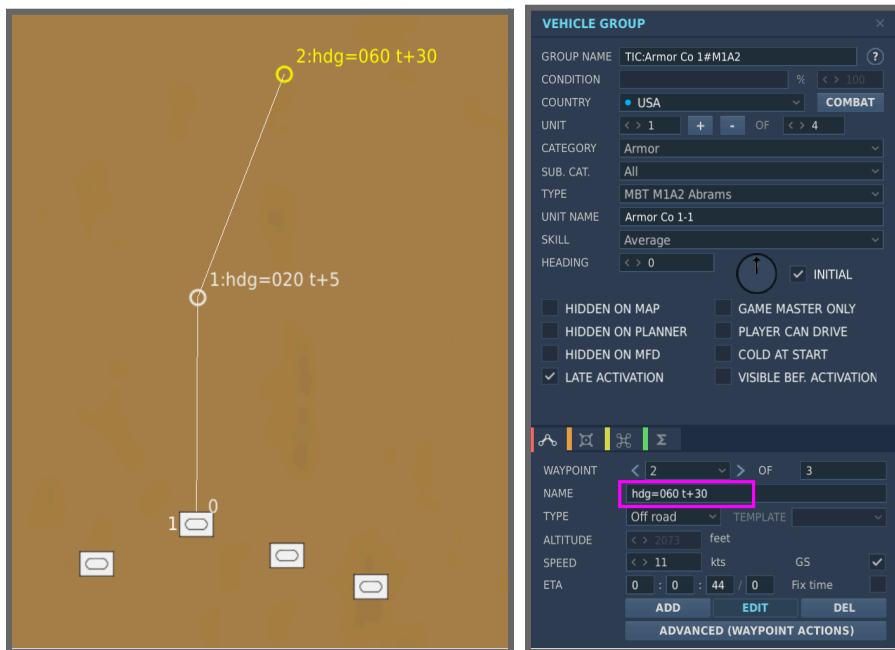 2:hdg=060 t+30
1:hdg=020 t+5
0
1
VEHICLE GROUP
GROUP NAME TIC:Armor Co 1#M1A2 ?
CONDITION % < > 100
COUNTRY USA COMBAT
UNIT < > 1 + - OF < > 4
CATEGORY Armor
SUB. CAT. All
TYPE MBT M1A2 Abrams
UNIT NAME Armor Co 1-1
SKILL Average
HEADING < > 0 INITIAL
HIDDEN ON MAP GAME MASTER ONLY
HIDDEN ON PLANNER PLAYER CAN DRIVE
HIDDEN ON MFD COLD AT START
LATE ACTIVATION VISIBLE BEF. ACTIVATION
WAYPOINT < 2 > OF 3
NAME hdg=060 t+30
TYPE Off road TEMPLATE
ALTITUDE < > 2073 feet
SPEED < > 11 kts GS
ETA 0 : 0 : 44 / 0 Fix time
ADD EDIT DEL
ADVANCED (WAYPOINT ACTIONS)